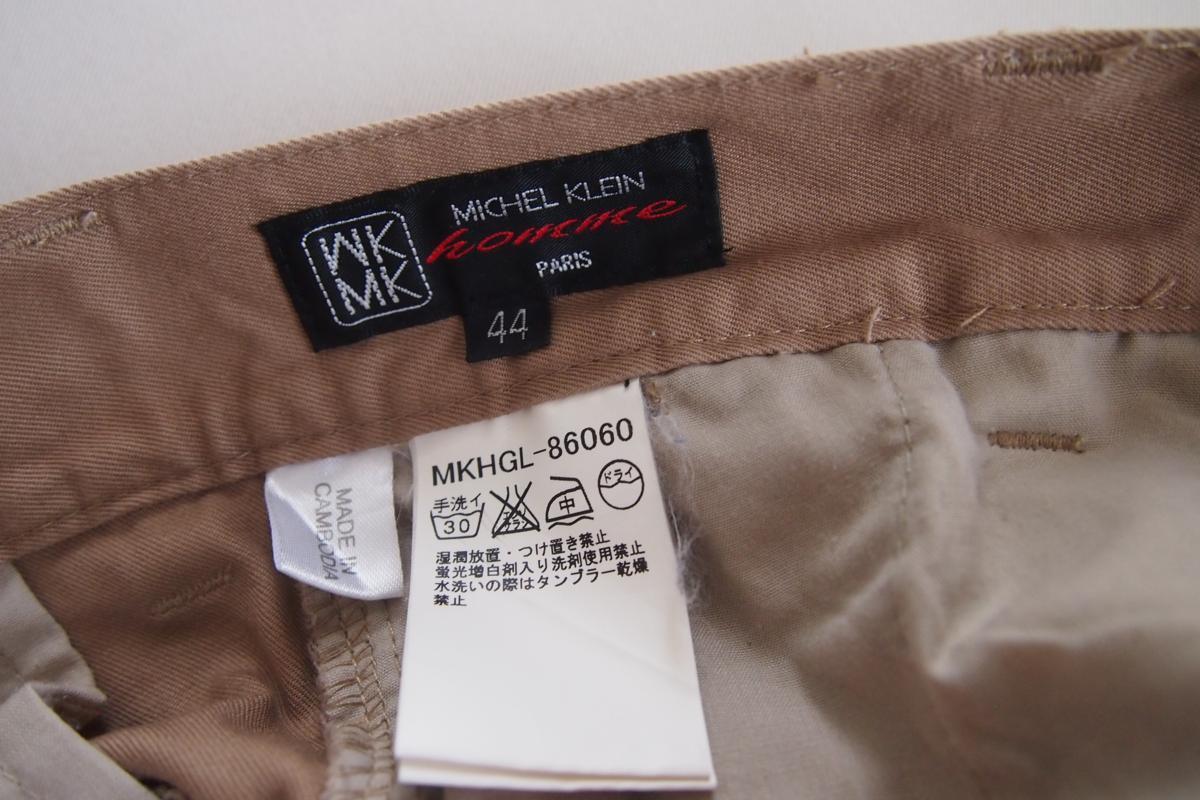 MICHEL KLEIN
homme
PARIS
MK
MK
44
MADE IN
CAMBODIA
MKHGL-86060
手洗イ
30
中
ドライ
湿潤放置・つけ置き禁止
蛍光増白剤入り洗剤使用禁止
水洗いの際はタンブラー乾燥
禁止